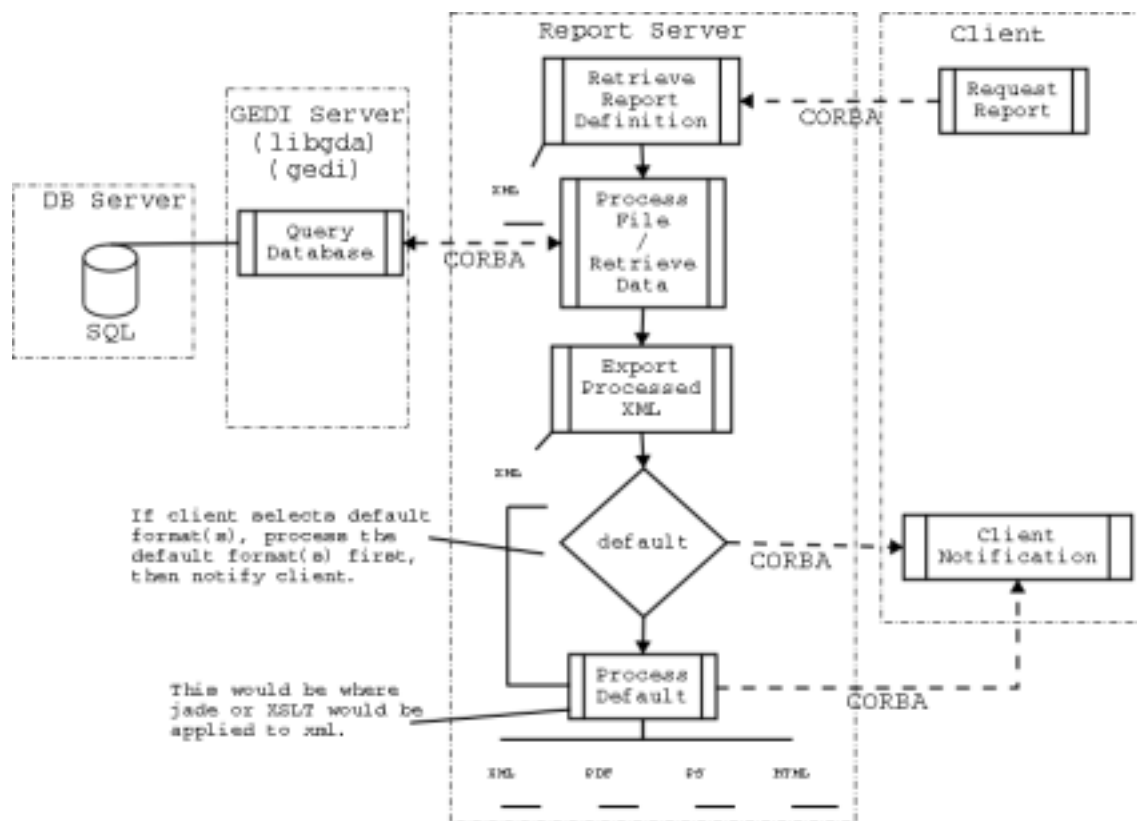 Report Server
Client
Retrieve
Report
Definition
Request
Report
CORBA
GEDI Server
(libgda)
(gedi)
XML
DB Server
Query
Database
CORBA
Process
File
/
Retrieve
Data
SQL
Export
Processed
XML
XML
If client selects default
format(s), process the
default format(s) first,
then notify client.
default
CORBA
Client
Notification
This would be where
jade or XSLT would be
applied to xml.
Process
Default
CORBA
XML
PDF
PS
HTML